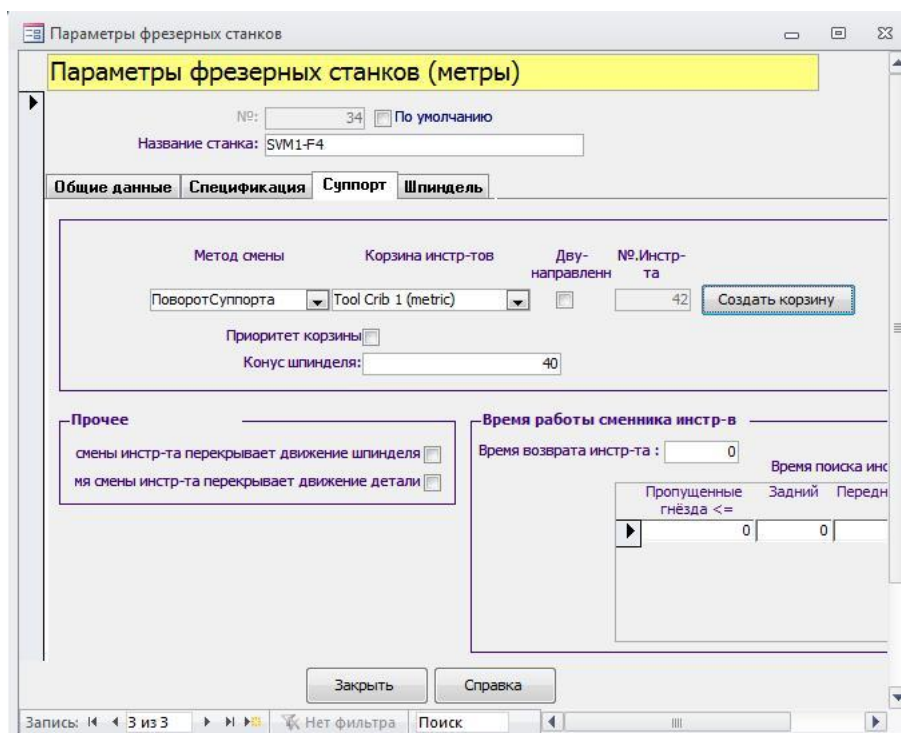 Параметры фрезерных станков
Параметры фрезерных станков (метры)
№: 34 По умолчанию
Название станка: SVM1-F4
Общие данные Спецификация Суппорт Шпиндель
Метод смены Корзина инстр-тов Дву- №.Инстр-
направленн та
ПоворотСуппорта Tool Crib 1 (metric) 42 Создать корзину
Приоритет корзины
Конус шпинделя: 40
Прочее Время работы сменника инстр-в
смены инстр-та перекрывает движение шпинделя Время возврата инстр-та : 0
Время поиска инс
мя смены инстр-та перекрывает движение детали
Пропущенные Задний Передн
гнёзда <=
0 0
Закрыть Справка
Запись: 3 из 3 Нет фильтра Поиск